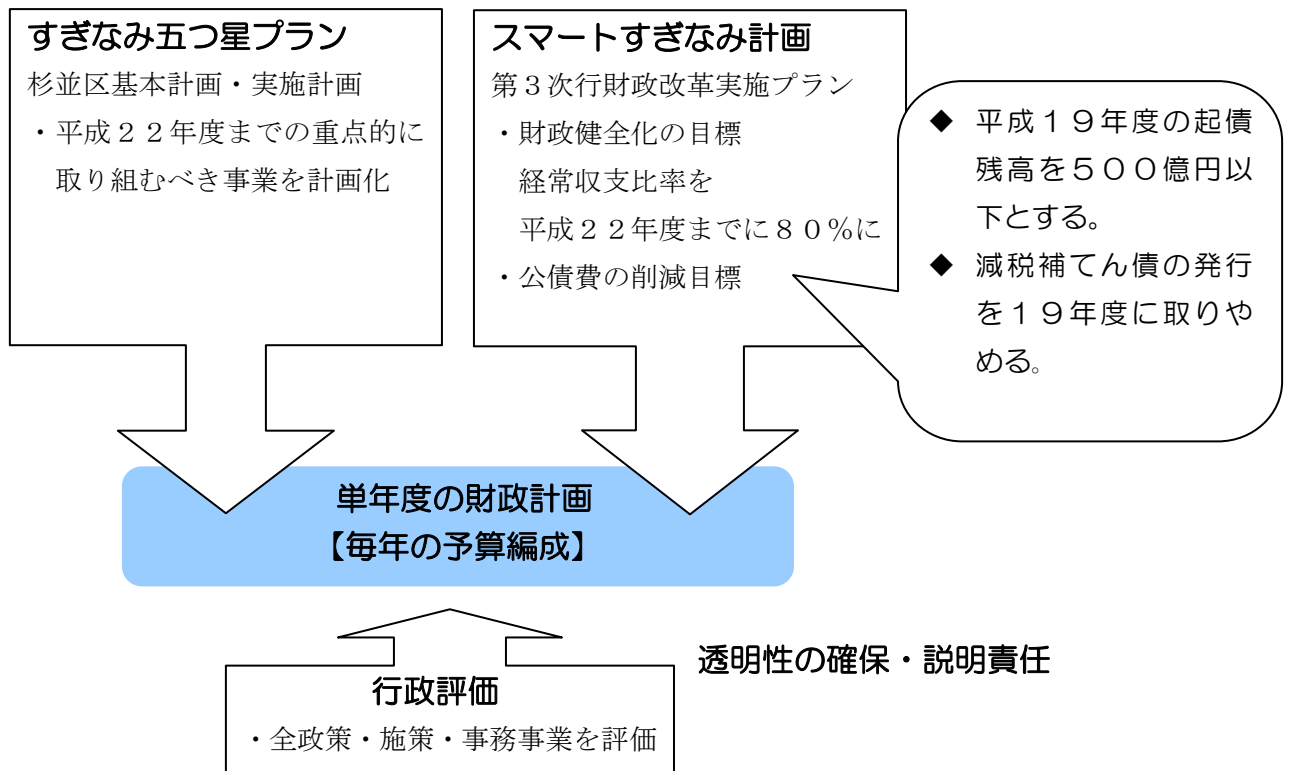 すぎなみ五つ星プラン
杉並区基本計画・実施計画
・平成２２年度までの重点的に
取り組むべき事業を計画化
スマートすぎなみ計画
第３次行財政改革実施プラン
・財政健全化の目標
経常収支比率を
平成２２年度までに８０％に
・公債費の削減目標
◆ 平成１９年度の起債
残高を５００億円以
下とする。
◆ 減税補てん債の発行
を１９年度に取りや
める。
単年度の財政計画
【毎年の予算編成】
透明性の確保・説明責任
行政評価
・全政策・施策・事務事業を評価